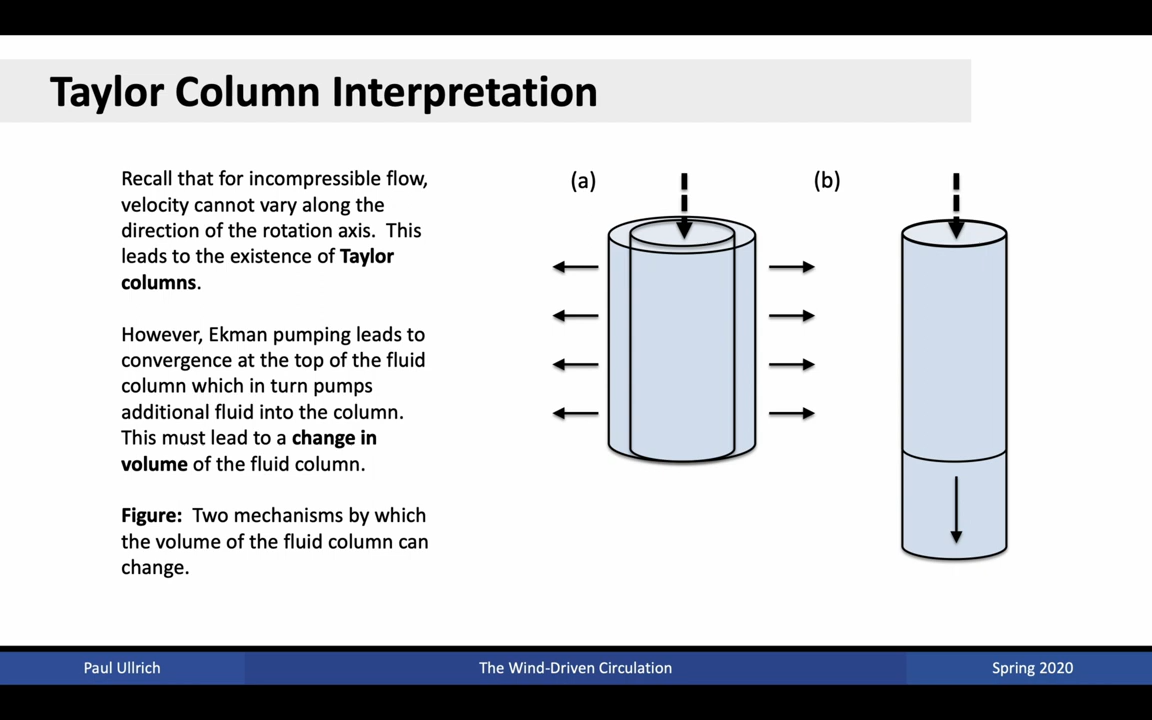 Taylor Column Interpretation
Recall that for incompressible flow,
velocity cannot vary along the
direction of the rotation axis.  This
leads to the existence of Taylor
columns.
However, Ekman pumping leads to
convergence at the top of the fluid
column which in turn pumps
additional fluid into the column.
This must lead to a change in
volume of the fluid column.
Figure:  Two mechanisms by which
the volume of the fluid column can
change.
(a)
(b)
Paul Ullrich
The Wind-Driven Circulation
Spring 2020